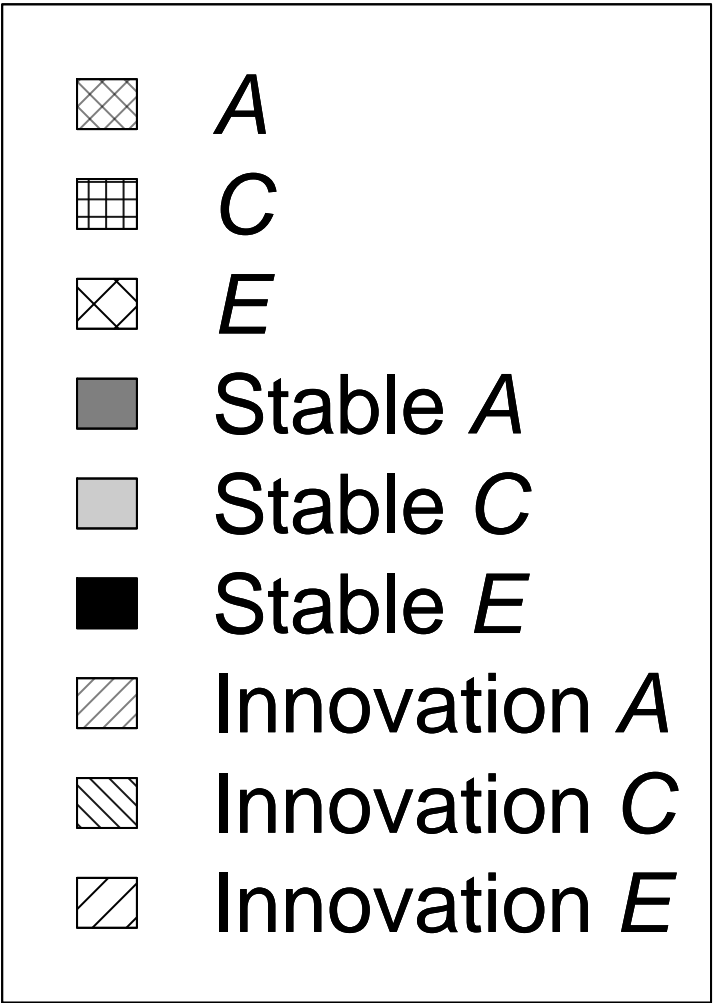 A
C
E
Stable A
Stable C
Stable E
Innovation A
Innovation C
Innovation E